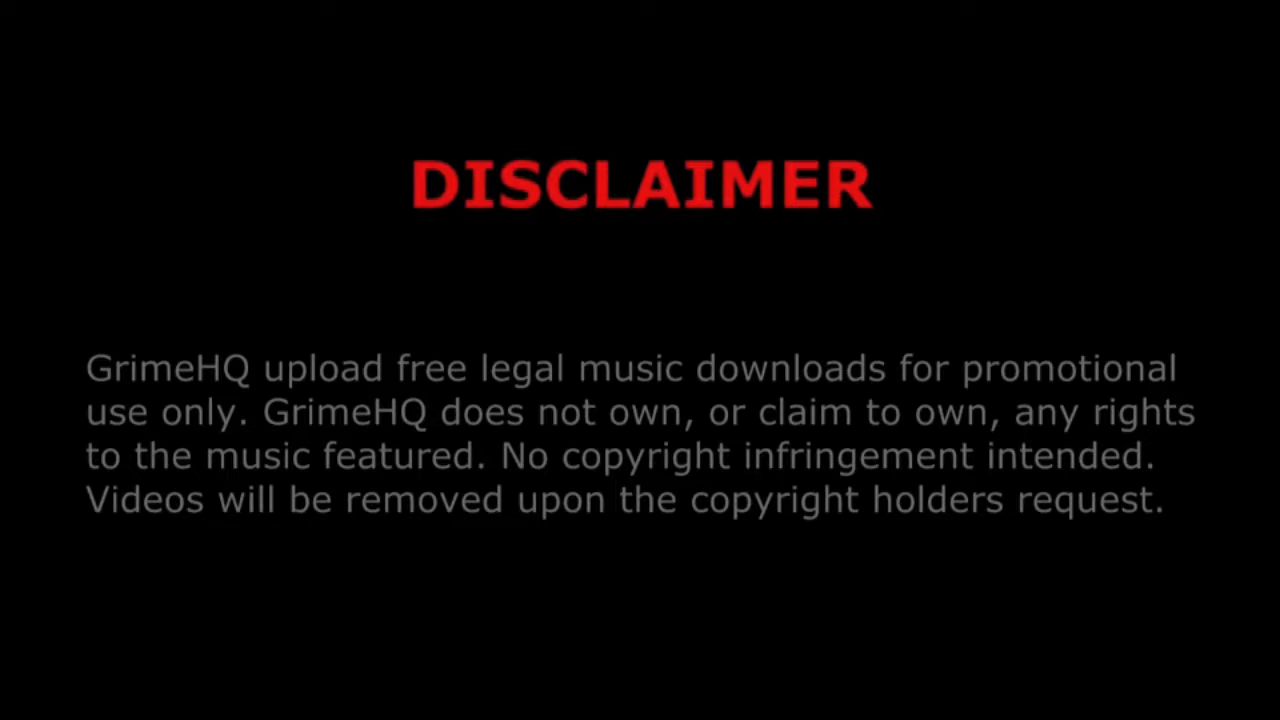 DISCLAIMER
GrimeHQ upload free legal music downloads for promotional
use only. GrimeHQ does not own, or claim to own, any rights
to the music featured. No copyright infringement intended.
Videos will be removed upon the copyright holders request.